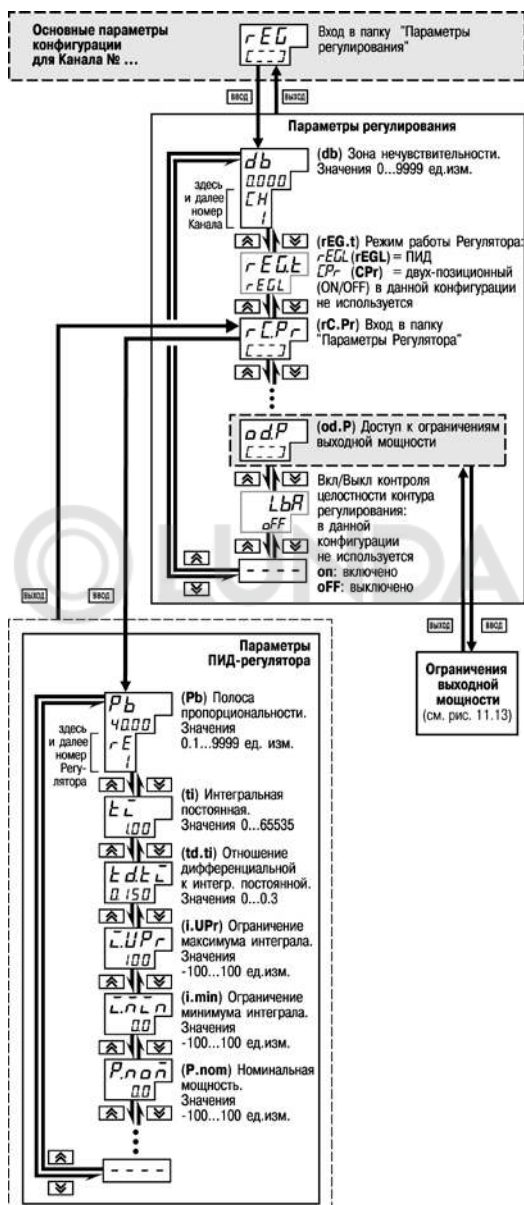 Основные параметры
конфигурации
для Канала № ...
rEG
[---]
Вход в папку "Параметры
регулирования"
ввод
выход
Параметры регулирования
db
0.000
CH
1
здесь
и далее
номер
Канала
(db) Зона нечувствительности.
Значения 0...9999 ед.изм.
rEG.t
rEGL
(rEG.t) Режим работы Регулятора:
rEGL (rEGL) = ПИД
CPr (CPr) = двух-позиционный
(ON/OFF) в данной конфигурации
не используется
rC.Pr
[---]
(rC.Pr) Вход в папку
"Параметры Регулятора"
od.P
[---]
(od.P) Доступ к ограничениям
выходной мощности
LbA
oFF
Вкл/Выкл контроля
целостности контура
регулирования:
в данной
конфигурации
не используется
on: включено
oFF: выключено
- - - -
LUNDA
выход
ввод
выход
ввод
Ограничения
выходной
мощности
(см. рис. 11.13)
Параметры
ПИД-регулятора
Pb
40.00
rE
1
здесь
и далее
номер
Регу-
лятора
(Pb) Полоса
пропорциональности.
Значения
0.1...9999 ед. изм.
ti
1.00
(ti) Интегральная
постоянная.
Значения 0...65535
td.ti
0.150
(td.ti) Отношение
дифференциальной
к интегр. постоянной.
Значения 0...0.3
i.UPr
100
(i.UPr) Ограничение
максимума интеграла.
Значения
-100...100 ед.изм.
i.min
0.0
(i.min) Ограничение
минимума интеграла.
Значения
-100...100 ед.изм.
P.nom
0.0
(P.nom) Номинальная
мощность.
Значения
-100...100 ед.изм.
- - - -